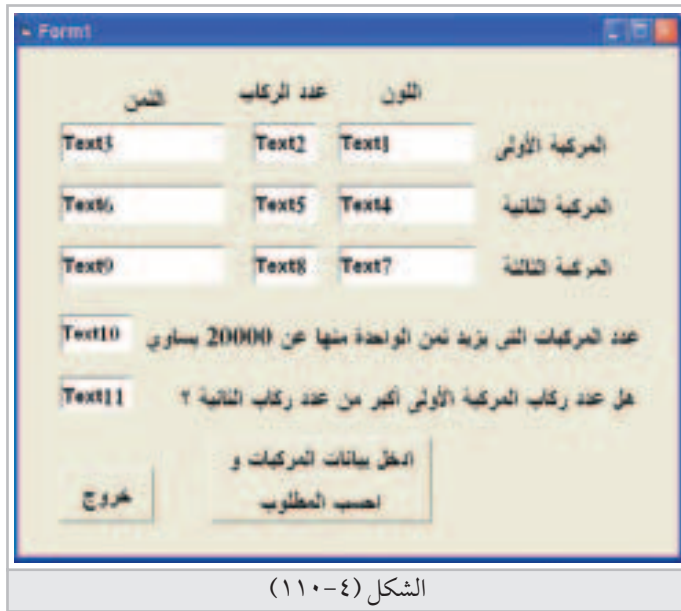 Form1
اللون عدد الركاب الثمن
المركبة الأولى Text1 Text2 Text3
المركبة الثانية Text4 Text5 Text6
المركبة الثالثة Text7 Text8 Text9
عدد المركبات التي يزيد ثمن الواحدة منها عن 20000 يساوي Text10
هل عدد ركاب المركبة الأولى أكبر من عدد ركاب الثانية ؟ Text11
ادخل بيانات المركبات و
احسب المطلوب
خروج
الشكل (٤-١١٠)